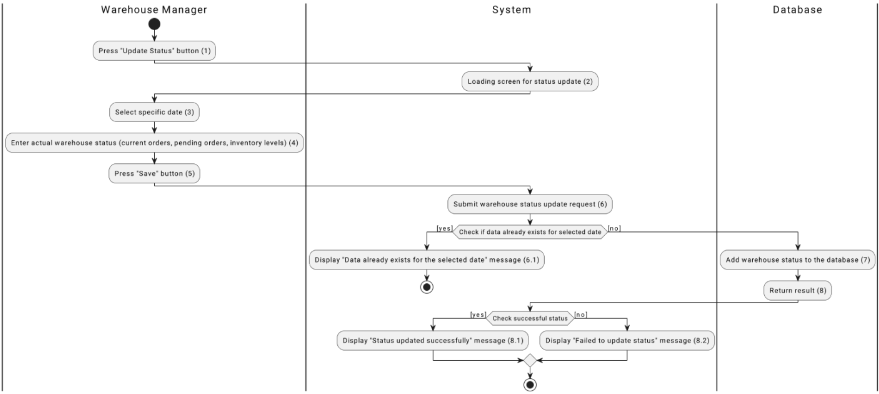 Warehouse Manager
System
Database
Press "Update Status" button (1)
Loading screen for status update (2)
Select specific date (3)
Enter actual warehouse status (current orders, pending orders, inventory levels) (4)
Press "Save" button (5)
Submit warehouse status update request (6)
[yes]
Check if data already exists for selected date
[no]
Display "Data already exists for the selected date" message (6.1)
Add warehouse status to the database (7)
Return result (8)
[yes]
Check successful status
[no]
Display "Status updated successfully" message (8.1)
Display "Failed to update status" message (8.2)